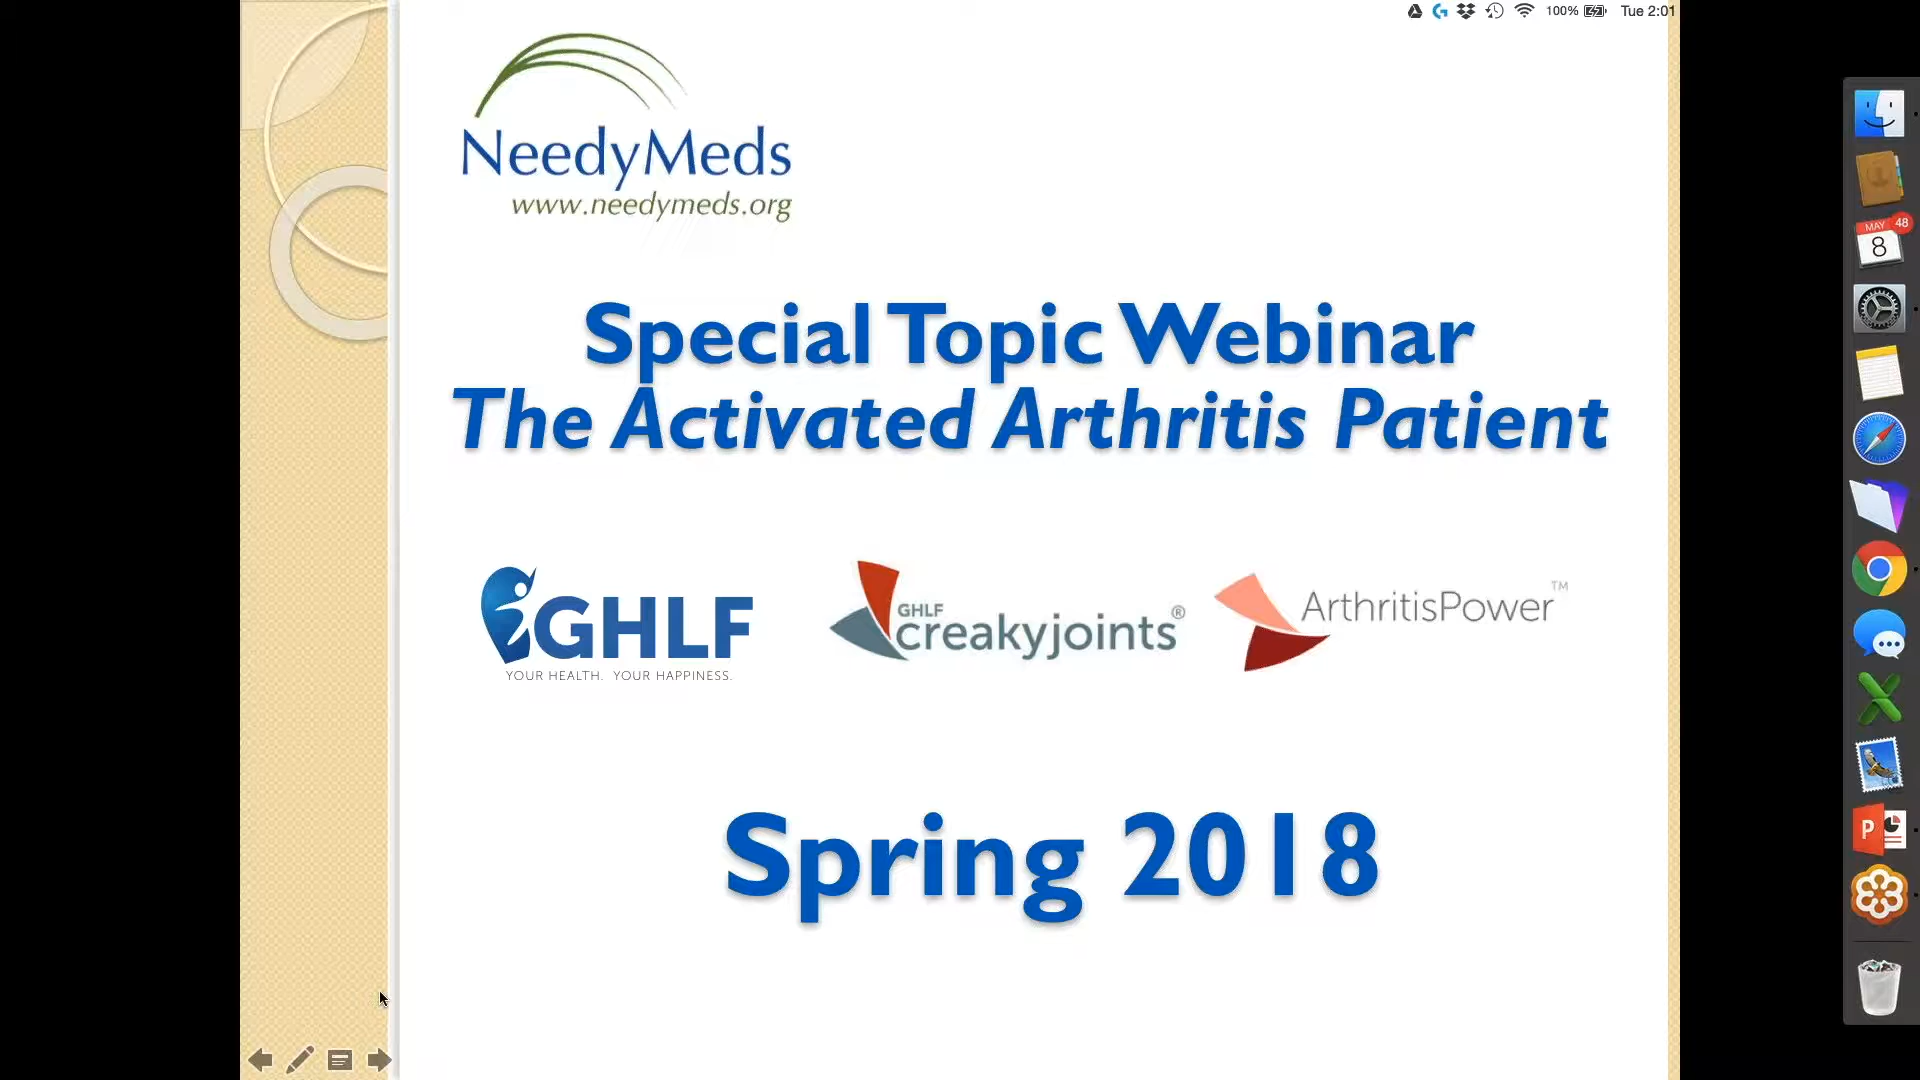 100% Tue 2:01
NeedyMeds
www.needymeds.org
MAY 48
8
Special Topic Webinar
The Activated Arthritis Patient
GHLF
YOUR HEALTH. YOUR HAPPINESS.
GHLF
creakyjoints®
ArthritisPower™
P
Spring 2018